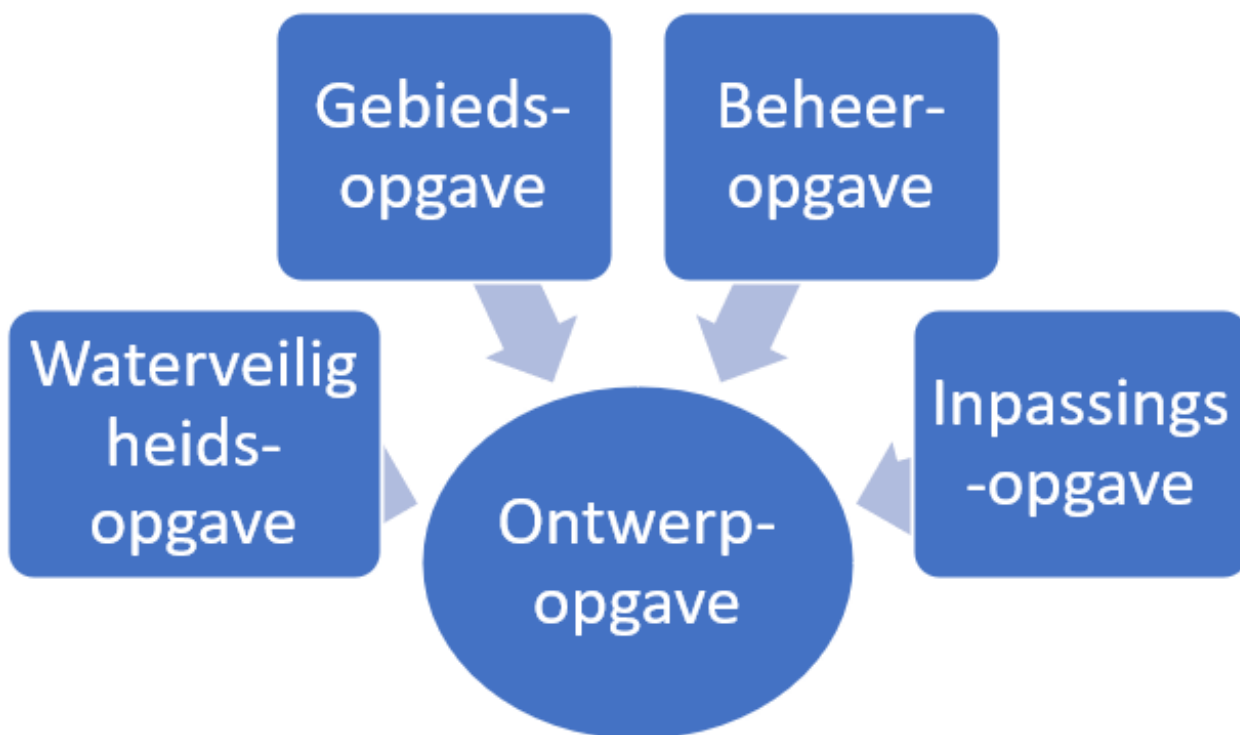 Gebieds-
opgave
Beheer-
opgave
Waterveilig
heids-
opgave
Inpassings
-opgave
Ontwerp-
opgave